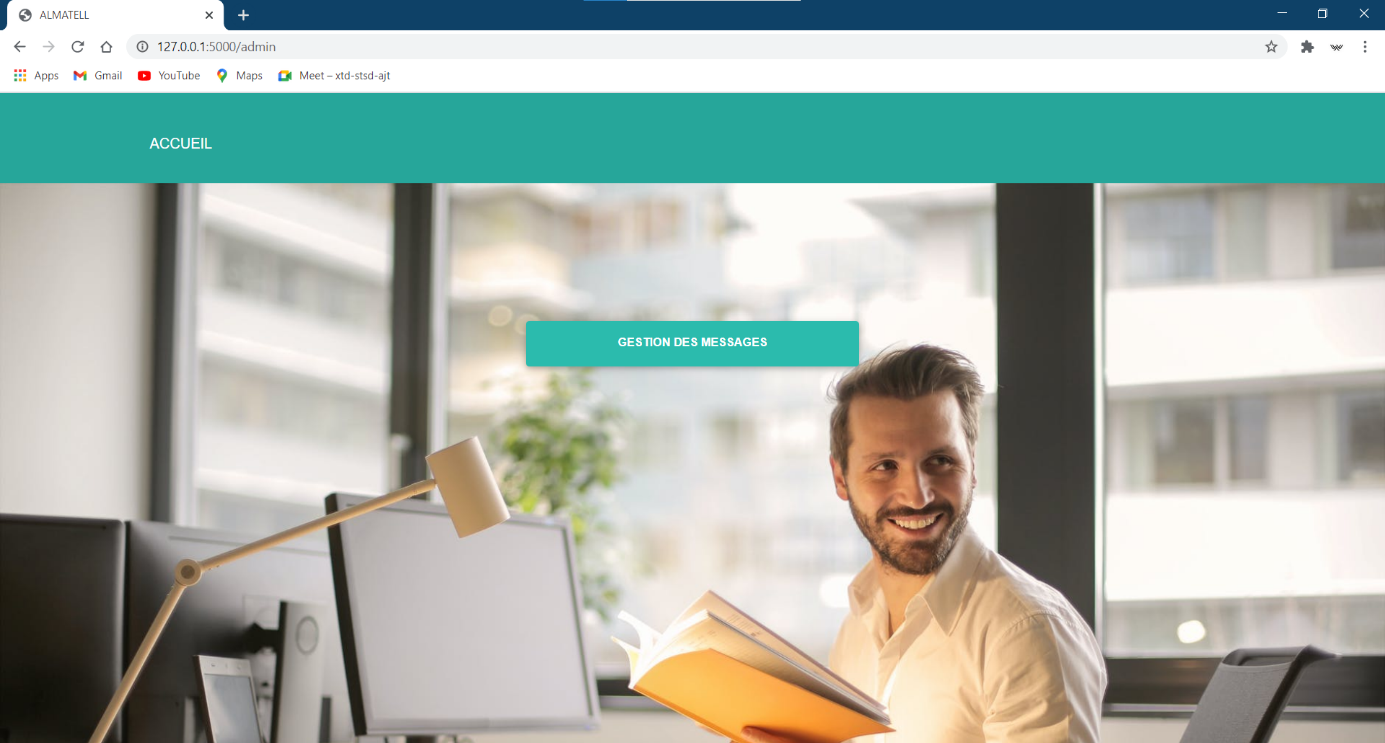 ALMATELL
127.0.0.1:5000/admin
Apps Gmail YouTube Maps Meet – xtd-stsd-ajt
ACCUEIL
GESTION DES MESSAGES